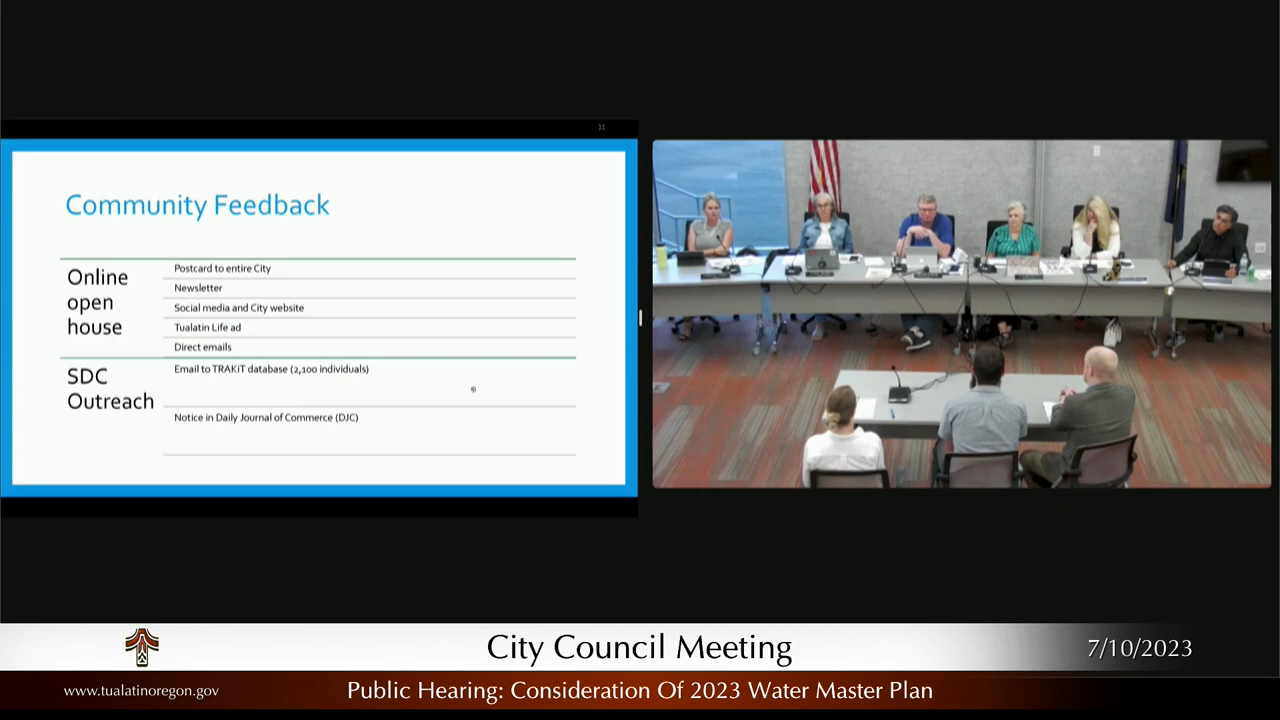 Community Feedback
Online
open
house
Postcard to entire City
Newsletter
Social media and City website
Tualatin Life ad
Direct emails
SDC
Outreach
Email to TRAKiT database (2,100 individuals)
Notice in Daily Journal of Commerce (DJC)
City Council Meeting
7/10/2023
www.tualatinoregon.gov
Public Hearing: Consideration Of 2023 Water Master Plan